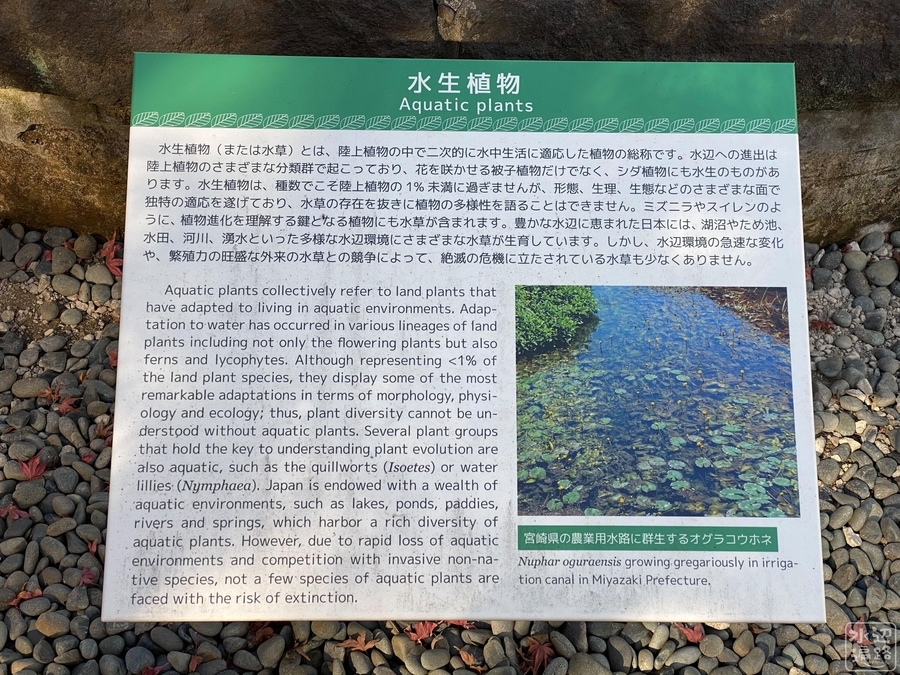 水生植物
Aquatic plants
水生植物（または水草）とは、陸上植物の中で二次的に水中生活に適応した植物の総称です。水辺への進出は
陸上植物のさまざまな分類群で起こっており、花を咲かせる被子植物だけでなく、シダ植物にも水生のものがあ
ります。水生植物は、種数でこそ陸上植物の 1% 未満に過ぎませんが、形態、生理、生態などのさまざまな面で
独特の適応を遂げており、水草の存在を抜きに植物の多様性を語ることはできません。ミズニラやスイレンのよ
うに、植物進化を理解する鍵となる植物にも水草が含まれます。豊かな水辺に恵まれた日本には、湖沼やため池、
水田、河川、湧水といった多様な水辺環境にさまざまな水草が生育しています。しかし、水辺環境の急速な変化
や、繁殖力の旺盛な外来の水草との競争によって、絶滅の危機に立たされている水草も少なくありません。
Aquatic plants collectively refer to land plants that
have adapted to living in aquatic environments. Adap-
tation to water has occurred in various lineages of land
plants including not only the flowering plants but also
ferns and lycophytes. Although representing <1% of
the land plant species, they display some of the most
remarkable adaptations in terms of morphology, physi-
ology and ecology; thus, plant diversity cannot be un-
derstood without aquatic plants. Several plant groups
that hold the key to understanding plant evolution are
also aquatic, such as the quillworts (Isoetes) or water
lillies (Nymphaea). Japan is endowed with a wealth of
aquatic environments, such as lakes, ponds, paddies,
rivers and springs, which harbor a rich diversity of
aquatic plants. However, due to rapid loss of aquatic
environments and competition with invasive non-na-
tive species, not a few species of aquatic plants are
faced with the risk of extinction.
宮崎県の農業用水路に群生するオグラコウホネ
Nuphar oguraensis growing gregariously in irriga-
tion canal in Miyazaki Prefecture.
水辺
遍路